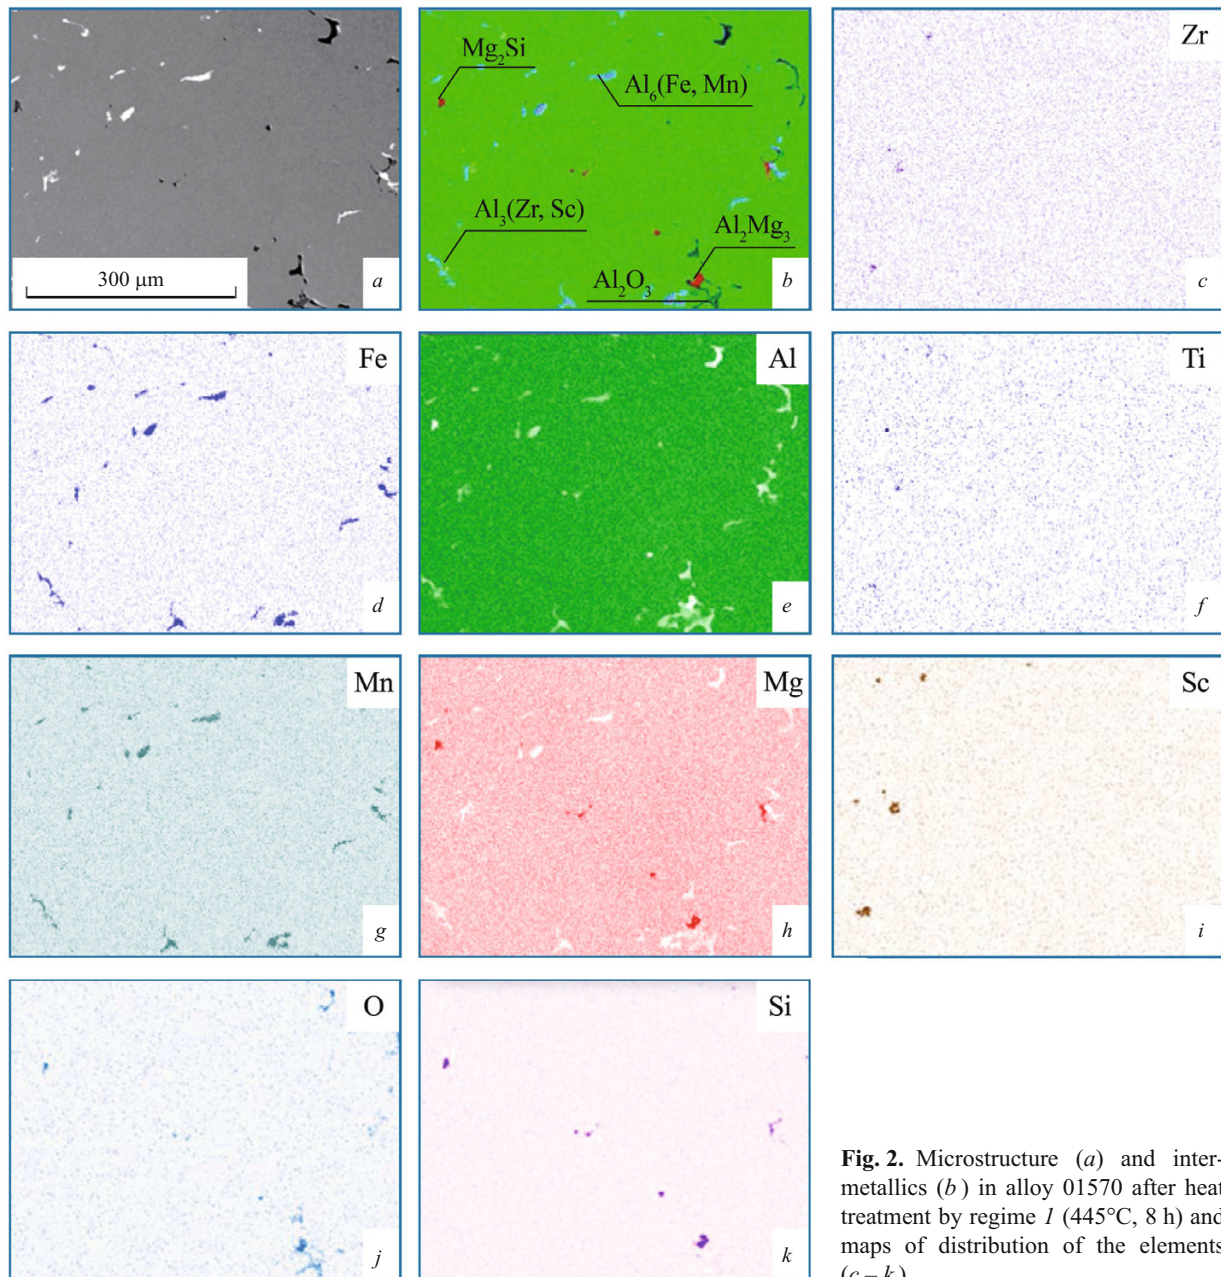 Mg₂Si
Al₆(Fe, Mn)
Zr
Al₃(Zr, Sc)
Al₂Mg₃
300 μm
Al₂O₃
a
b
c
Fe
Al
Ti
d
e
f
Mn
Mg
Sc
g
h
i
O
Si
j
k
Fig. 2. Microstructure (a) and inter-
metallics (b) in alloy 01570 after heat
treatment by regime 1 (445°C, 8 h) and
maps of distribution of the elements
(c – k)